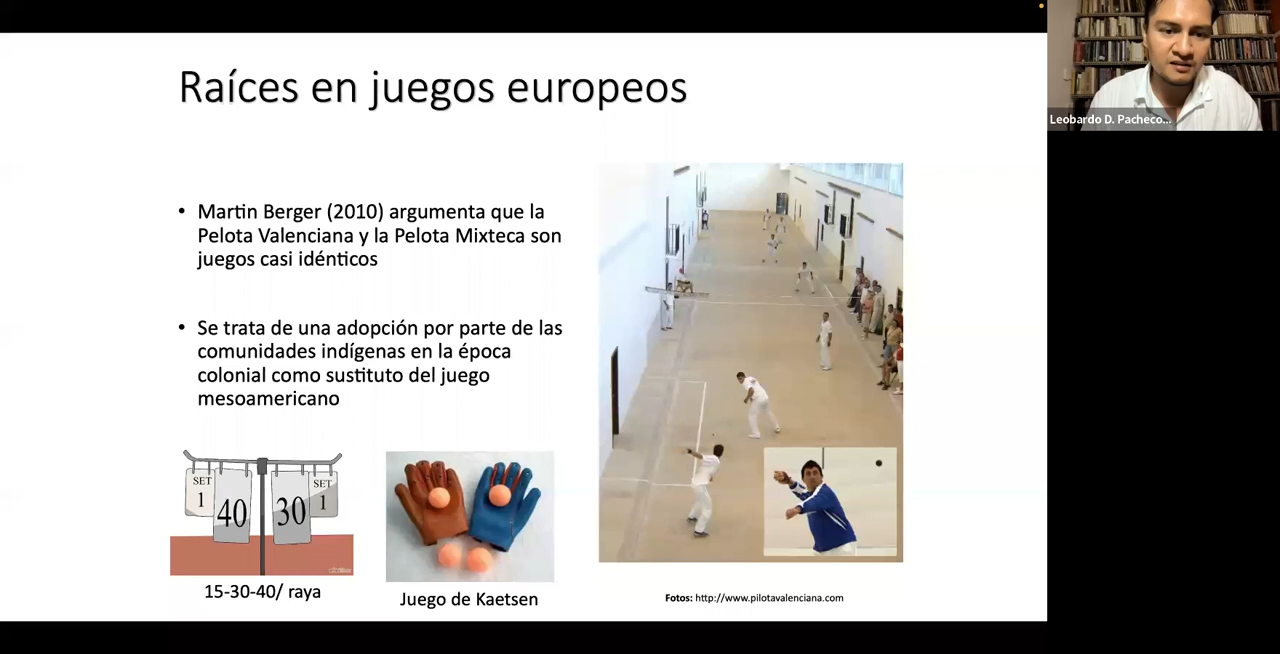 Raíces en juegos europeos
Leobardo D. Pacheco...
• Martin Berger (2010) argumenta que la
Pelota Valenciana y la Pelota Mixteca son
juegos casi idénticos
• Se trata de una adopción por parte de las
comunidades indígenas en la época
colonial como sustituto del juego
mesoamericano
SET
1
40
30
SET
1
15-30-40/ raya
Juego de Kaetsen
Fotos: http://www.pilotavalenciana.com